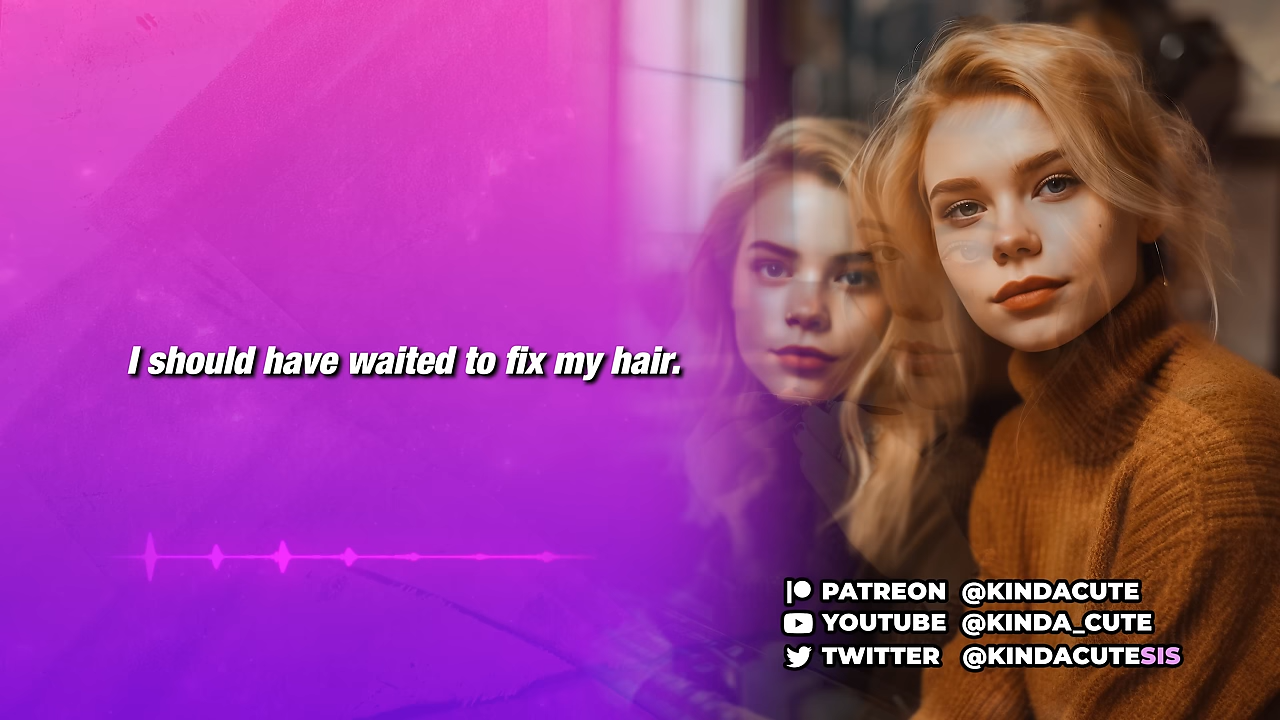 I should have waited to fix my hair.
PATREON @KINDACUTE
YOUTUBE @KINDA_CUTE
TWITTER @KINDACUTESIS